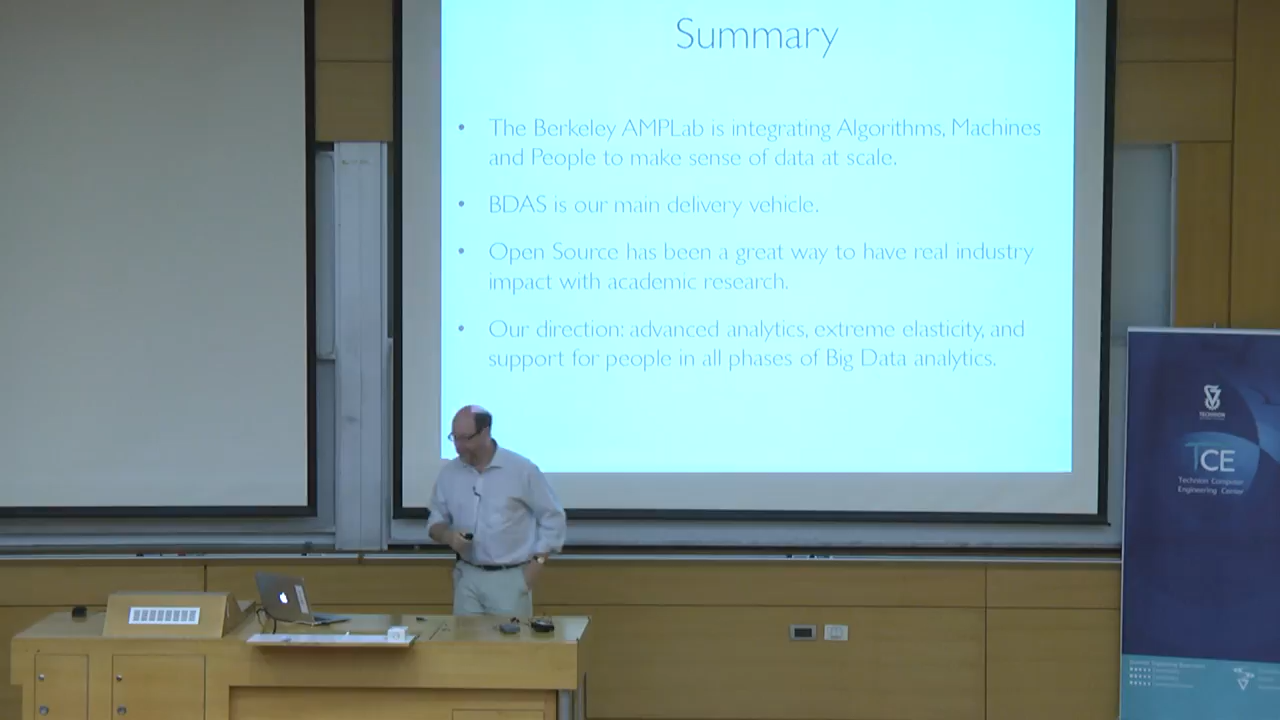 Summary
• The Berkeley AMPLab is integrating Algorithms, Machines
and People to make sense of data at scale.
• BDAS is our main delivery vehicle.
• Open Source has been a great way to have real industry
impact with academic research.
• Our direction: advanced analytics, extreme elasticity, and
support for people in all phases of Big Data analytics.
TECHNION
TCE
Technion Computer
Engineering Center